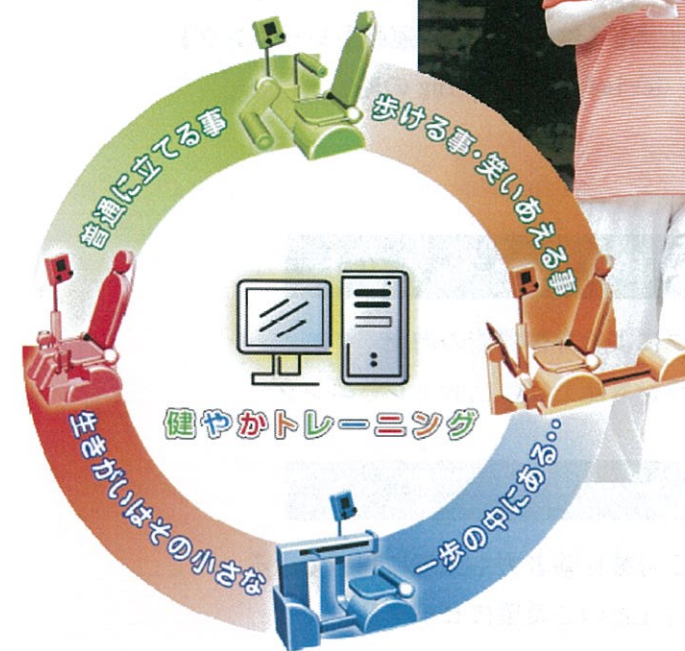 普通に立てる事
歩ける事・笑いあえる事
生きがいはその小さな
一歩の中にある・・
健やかトレーニング